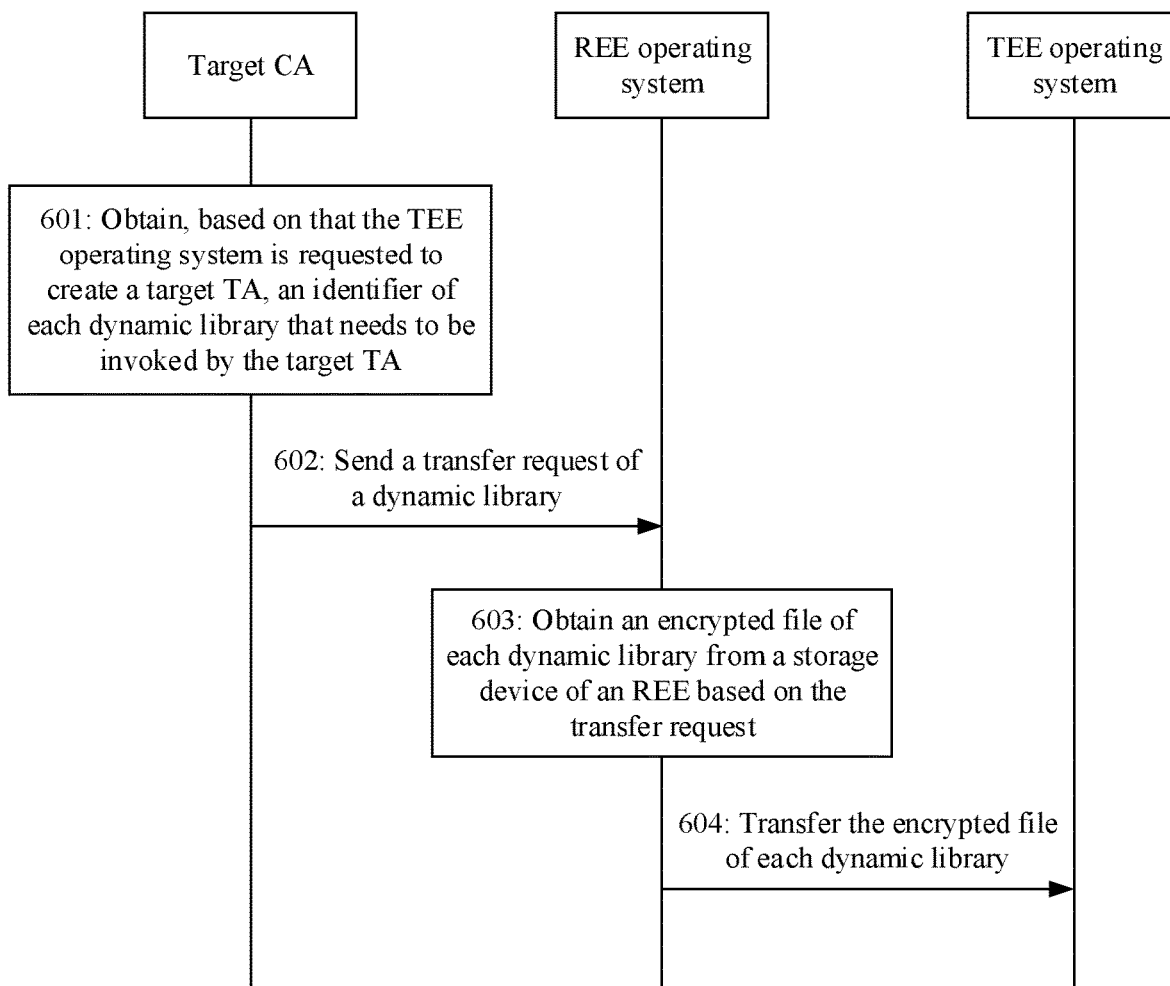 Target CA
REE operating
system
TEE operating
system
601: Obtain, based on that the TEE
operating system is requested to
create a target TA, an identifier of
each dynamic library that needs to be
invoked by the target TA
602: Send a transfer request of
a dynamic library
603: Obtain an encrypted file of
each dynamic library from a storage
device of an REE based on the
transfer request
604: Transfer the encrypted file
of each dynamic library